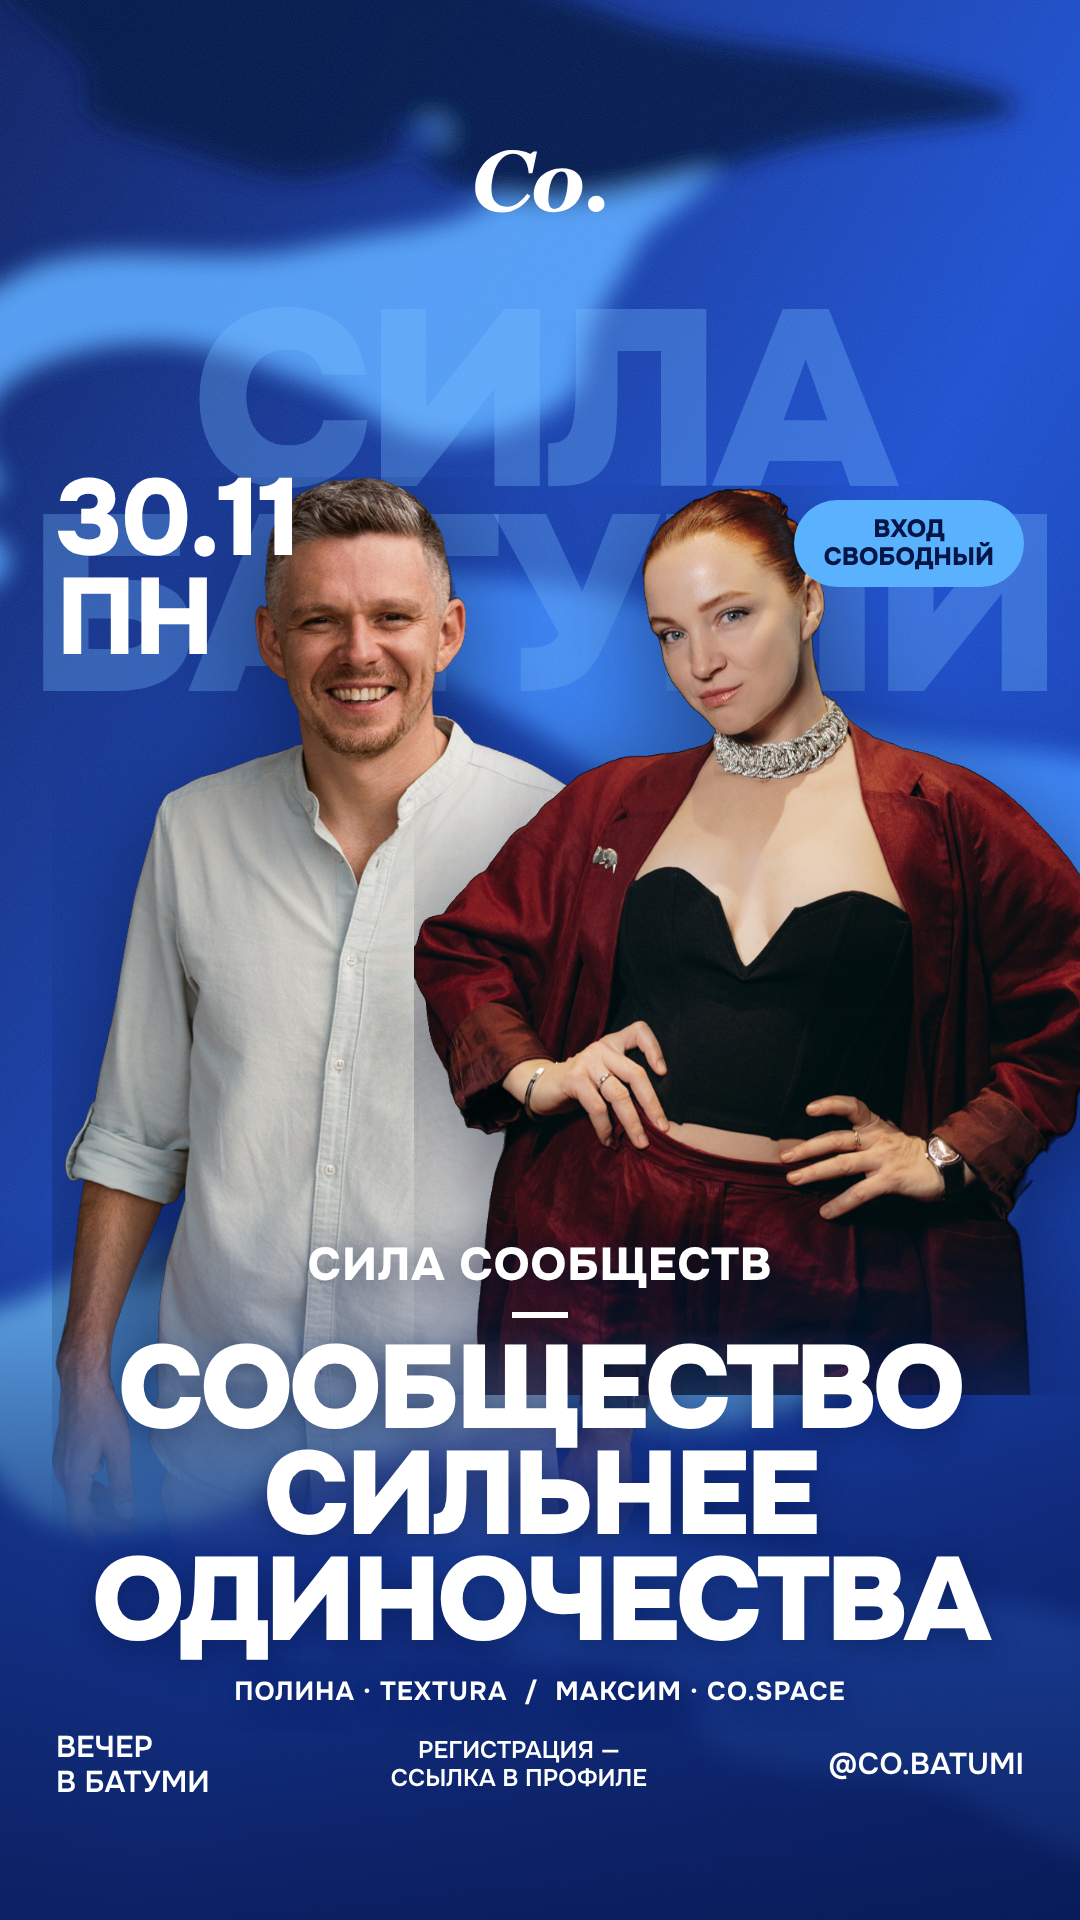 Co.
СИЛА
БАТУМИ
30.11
ПН
ВХОД
СВОБОДНЫЙ
СИЛА СООБЩЕСТВ
СООБЩЕСТВО
СИЛЬНЕЕ
ОДИНОЧЕСТВА
ПОЛИНА · TEXTURA / МАКСИМ · CO.SPACE
ВЕЧЕР
В БАТУМИ
РЕГИСТРАЦИЯ —
ССЫЛКА В ПРОФИЛЕ
@CO.BATUMI